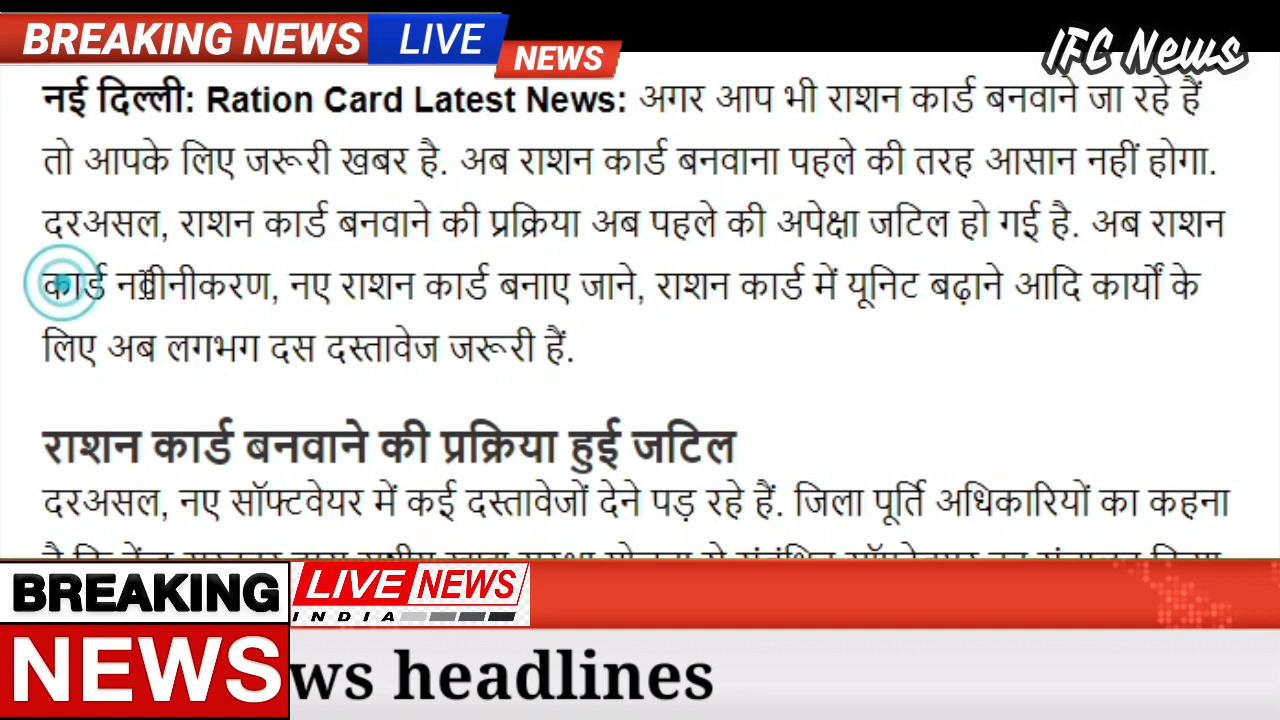 BREAKING NEWS LIVE
NEWS
IFC News
नई दिल्ली: Ration Card Latest News: अगर आप भी राशन कार्ड बनवाने जा रहे हैं
तो आपके लिए जरूरी खबर है. अब राशन कार्ड बनवाना पहले की तरह आसान नहीं होगा.
दरअसल, राशन कार्ड बनवाने की प्रक्रिया अब पहले की अपेक्षा जटिल हो गई है. अब राशन
कार्ड नवीनीकरण, नए राशन कार्ड बनाए जाने, राशन कार्ड में यूनिट बढ़ाने आदि कार्यों के
लिए अब लगभग दस दस्तावेज जरूरी हैं.
राशन कार्ड बनवाने की प्रक्रिया हुई जटिल
दरअसल, नए सॉफ्टवेयर में कई दस्तावेजों देने पड़ रहे हैं. जिला पूर्ति अधिकारियों का कहना
BREAKING
NEWS
LIVE NEWS
INDIA
ws headlines